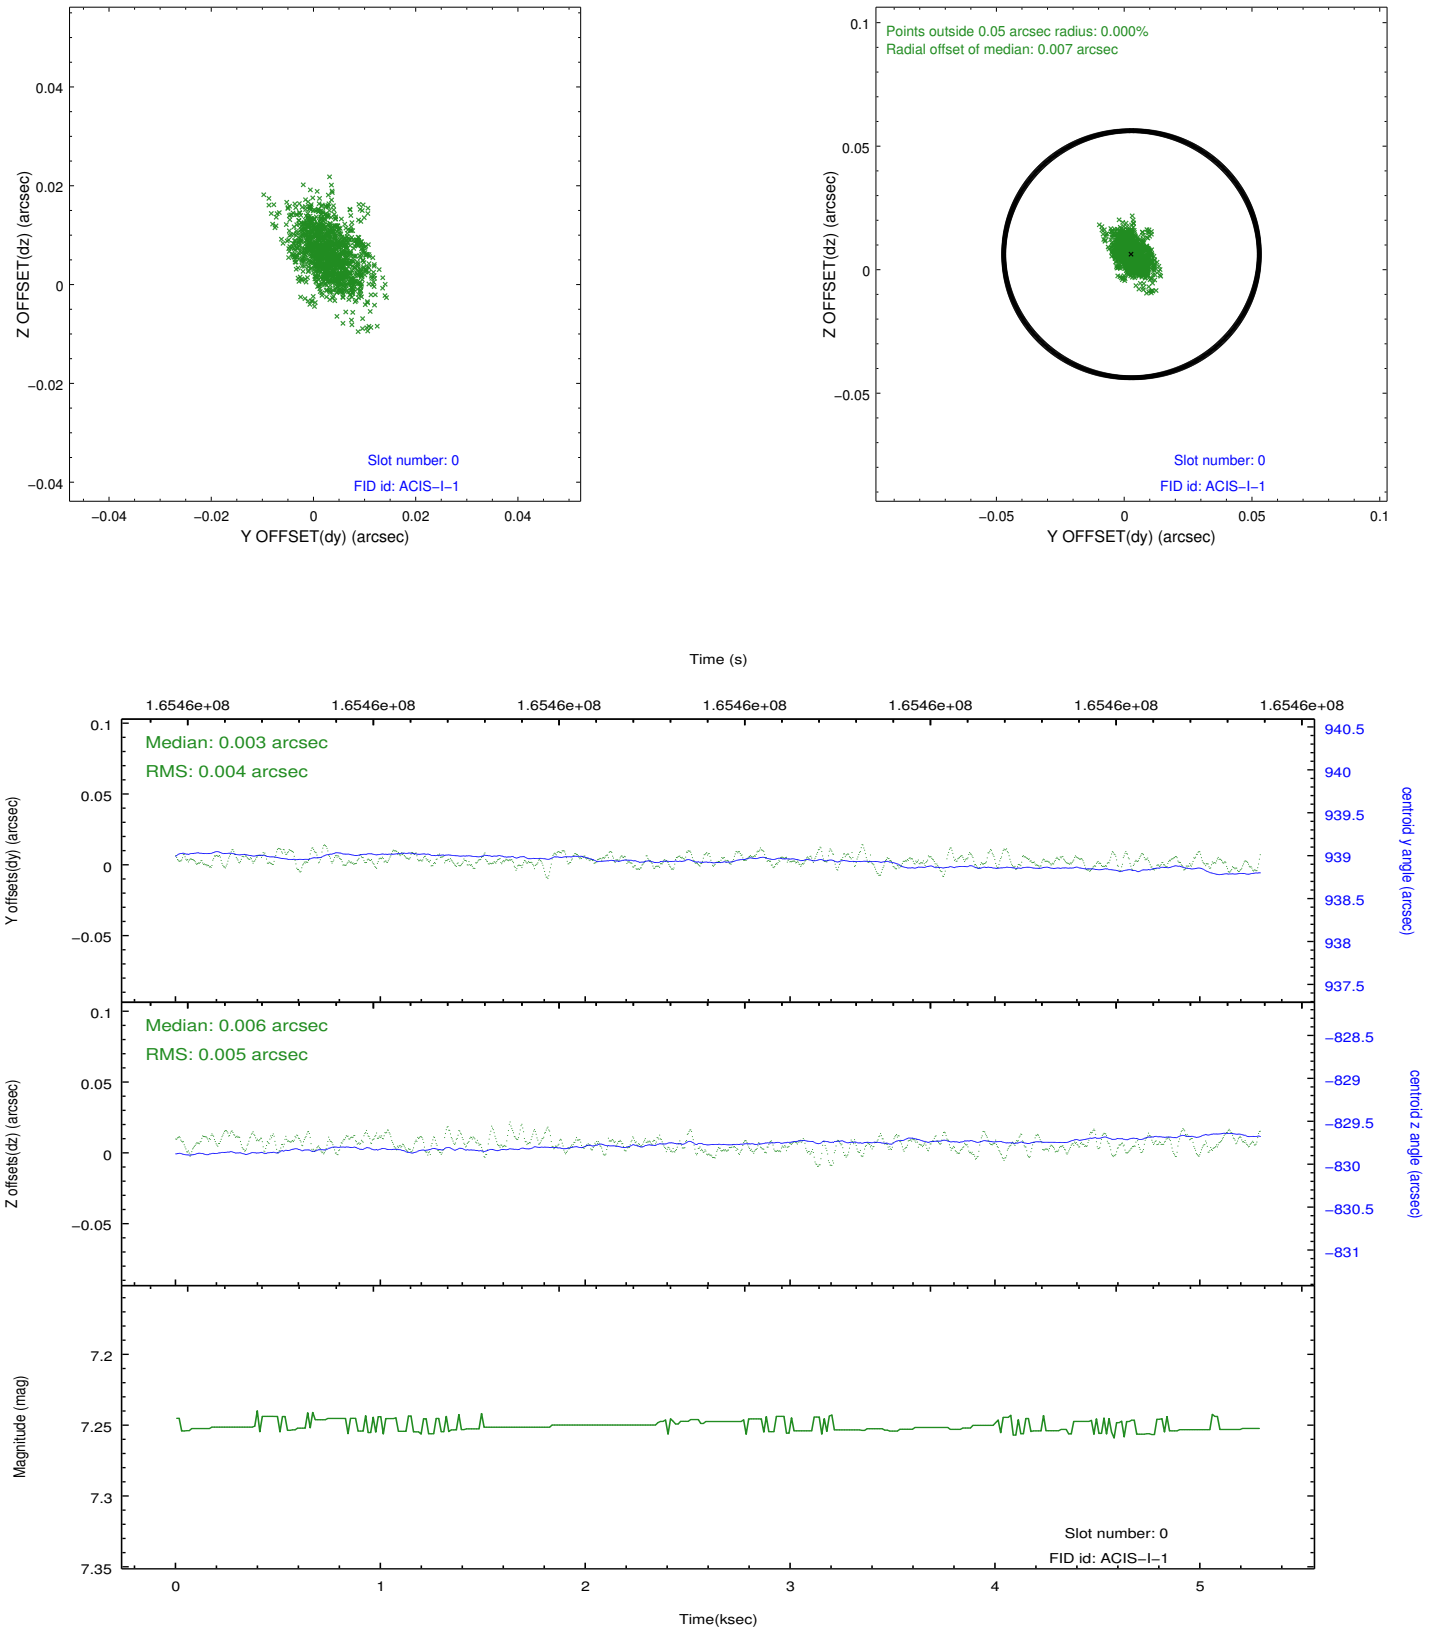 0.04
0.02
0
−0.02
−0.04
Z OFFSET(dz) (arcsec)
Slot number: 0
FID id: ACIS−I−1
−0.04
−0.02
0
0.02
0.04
Y OFFSET(dy) (arcsec)
Points outside 0.05 arcsec radius: 0.000%
Radial offset of median: 0.007 arcsec
0.1
0.05
0
−0.05
Z OFFSET(dz) (arcsec)
Slot number: 0
FID id: ACIS−I−1
−0.05
0
0.05
0.1
Y OFFSET(dy) (arcsec)
Time (s)
1.6546e+08
1.6546e+08
1.6546e+08
1.6546e+08
1.6546e+08
1.6546e+08
1.6546e+08
Median: 0.003 arcsec
RMS: 0.004 arcsec
0.1
0.05
0
−0.05
Y offsets(dy) (arcsec)
940.5
940
939.5
939
938.5
938
937.5
centroid y angle (arcsec)
Median: 0.006 arcsec
RMS: 0.005 arcsec
0.1
0.05
0
−0.05
Z offsets(dz) (arcsec)
−828.5
−829
−829.5
−830
−830.5
−831
centroid z angle (arcsec)
7.2
7.25
7.3
7.35
Magnitude (mag)
Slot number: 0
FID id: ACIS−I−1
0
1
2
3
4
5
Time(ksec)